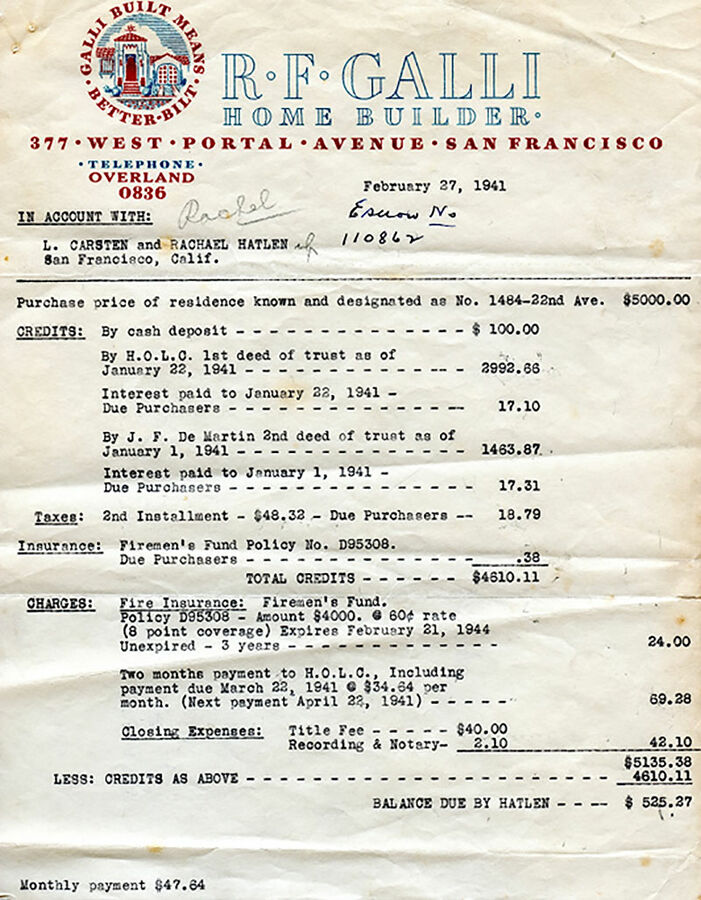 GALLI BUILT MEANS
BETTER-BILT
R·F·GALLI
HOME BUILDER·
377·WEST·PORTAL·AVENUE·SAN FRANCISCO
·TELEPHONE·
OVERLAND
0836
February 27, 1941
IN ACCOUNT WITH: Rachel Escrow No
110862
L. CARSTEN and RACHAEL HATLEN
San Francisco, Calif.
Purchase price of residence known and designated as No. 1484-22nd Ave. $5000.00
CREDITS: By cash deposit - - - - - - - - - - - - - - - $ 100.00
By H.O.L.C. 1st deed of trust as of
January 22, 1941 - - - - - - - - - - - - - - - 2992.66
Interest paid to January 22, 1941 -
Due Purchasers - - - - - - - - - - - - - - - - 17.10
By J. F. De Martin 2nd deed of trust as of
January 1, 1941 - - - - - - - - - - - - - - - 1463.87
Interest paid to January 1, 1941 -
Due Purchasers - - - - - - - - - - - - - - - - 17.31
Taxes: 2nd Installment - $48.32 - Due Purchasers -- 18.79
Insurance: Firemen's Fund Policy No. D95308.
Due Purchasers - - - - - - - - - - - - - - - .38
TOTAL CREDITS - - - - - - $4610.11
CHARGES: Fire Insurance: Firemen's Fund.
Policy D95308 - Amount $4000. @ 60¢ rate
(8 point coverage) Expires February 21, 1944
Unexpired - 3 years - - - - - - - - - - - - - 24.00
Two months payment to H.O.L.C., Including
payment due March 22, 1941 @ $34.64 per
month. (Next payment April 22, 1941) - - - - - 69.28
Closing Expenses: Title Fee - - - - - $40.00
Recording & Notary- 2.10 42.10
$5135.38
LESS: CREDITS AS ABOVE - - - - - - - - - - - - - - - - - - - - - - 4610.11
BALANCE DUE BY HATLEN - - -- $ 525.27
Monthly payment $47.64